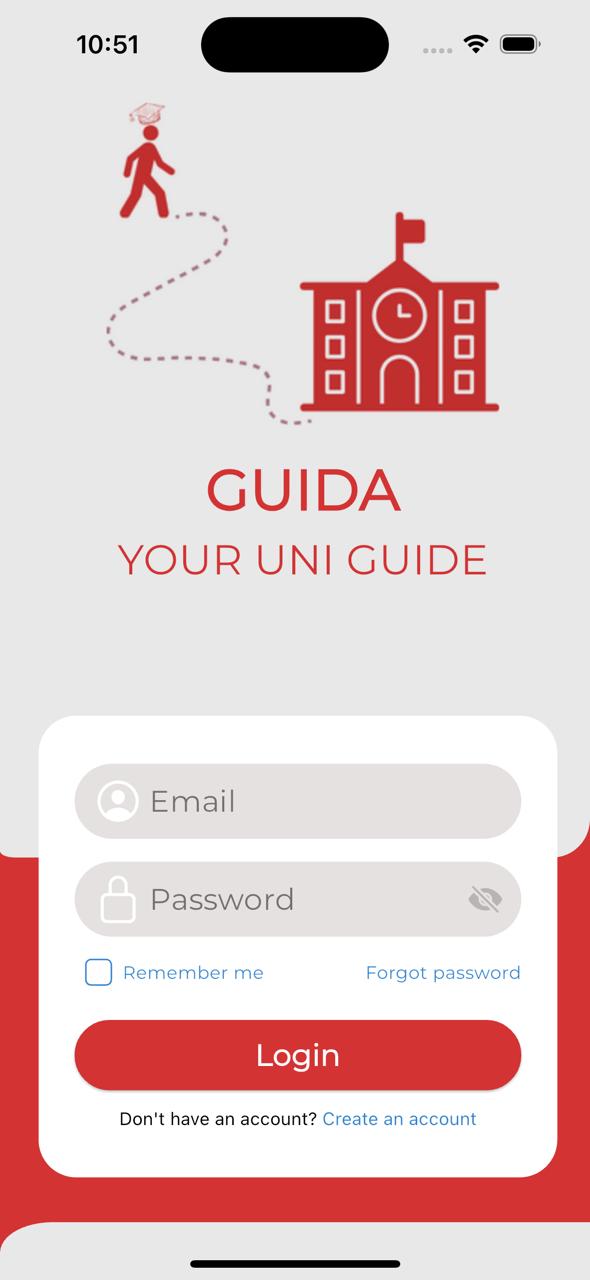 10:51
GUIDA
YOUR UNI GUIDE
Email
Password
Remember me Forgot password
Login
Don't have an account? Create an account